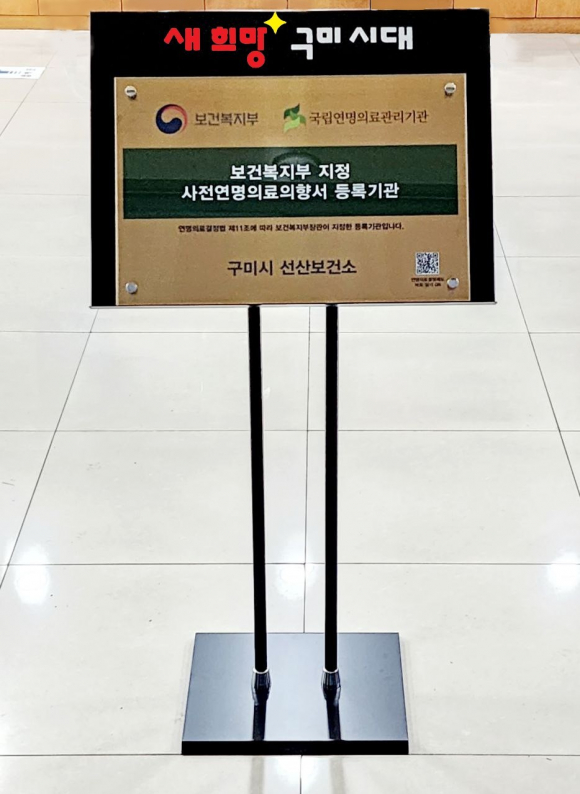 새 희망 구미 시대
보건복지부 국립연명의료관리기관
보건복지부 지정
사전연명의료의향서 등록기관
연명의료결정법 제11조에 따라 보건복지부장관이 지정한 등록기관입니다.
구미시 선산보건소